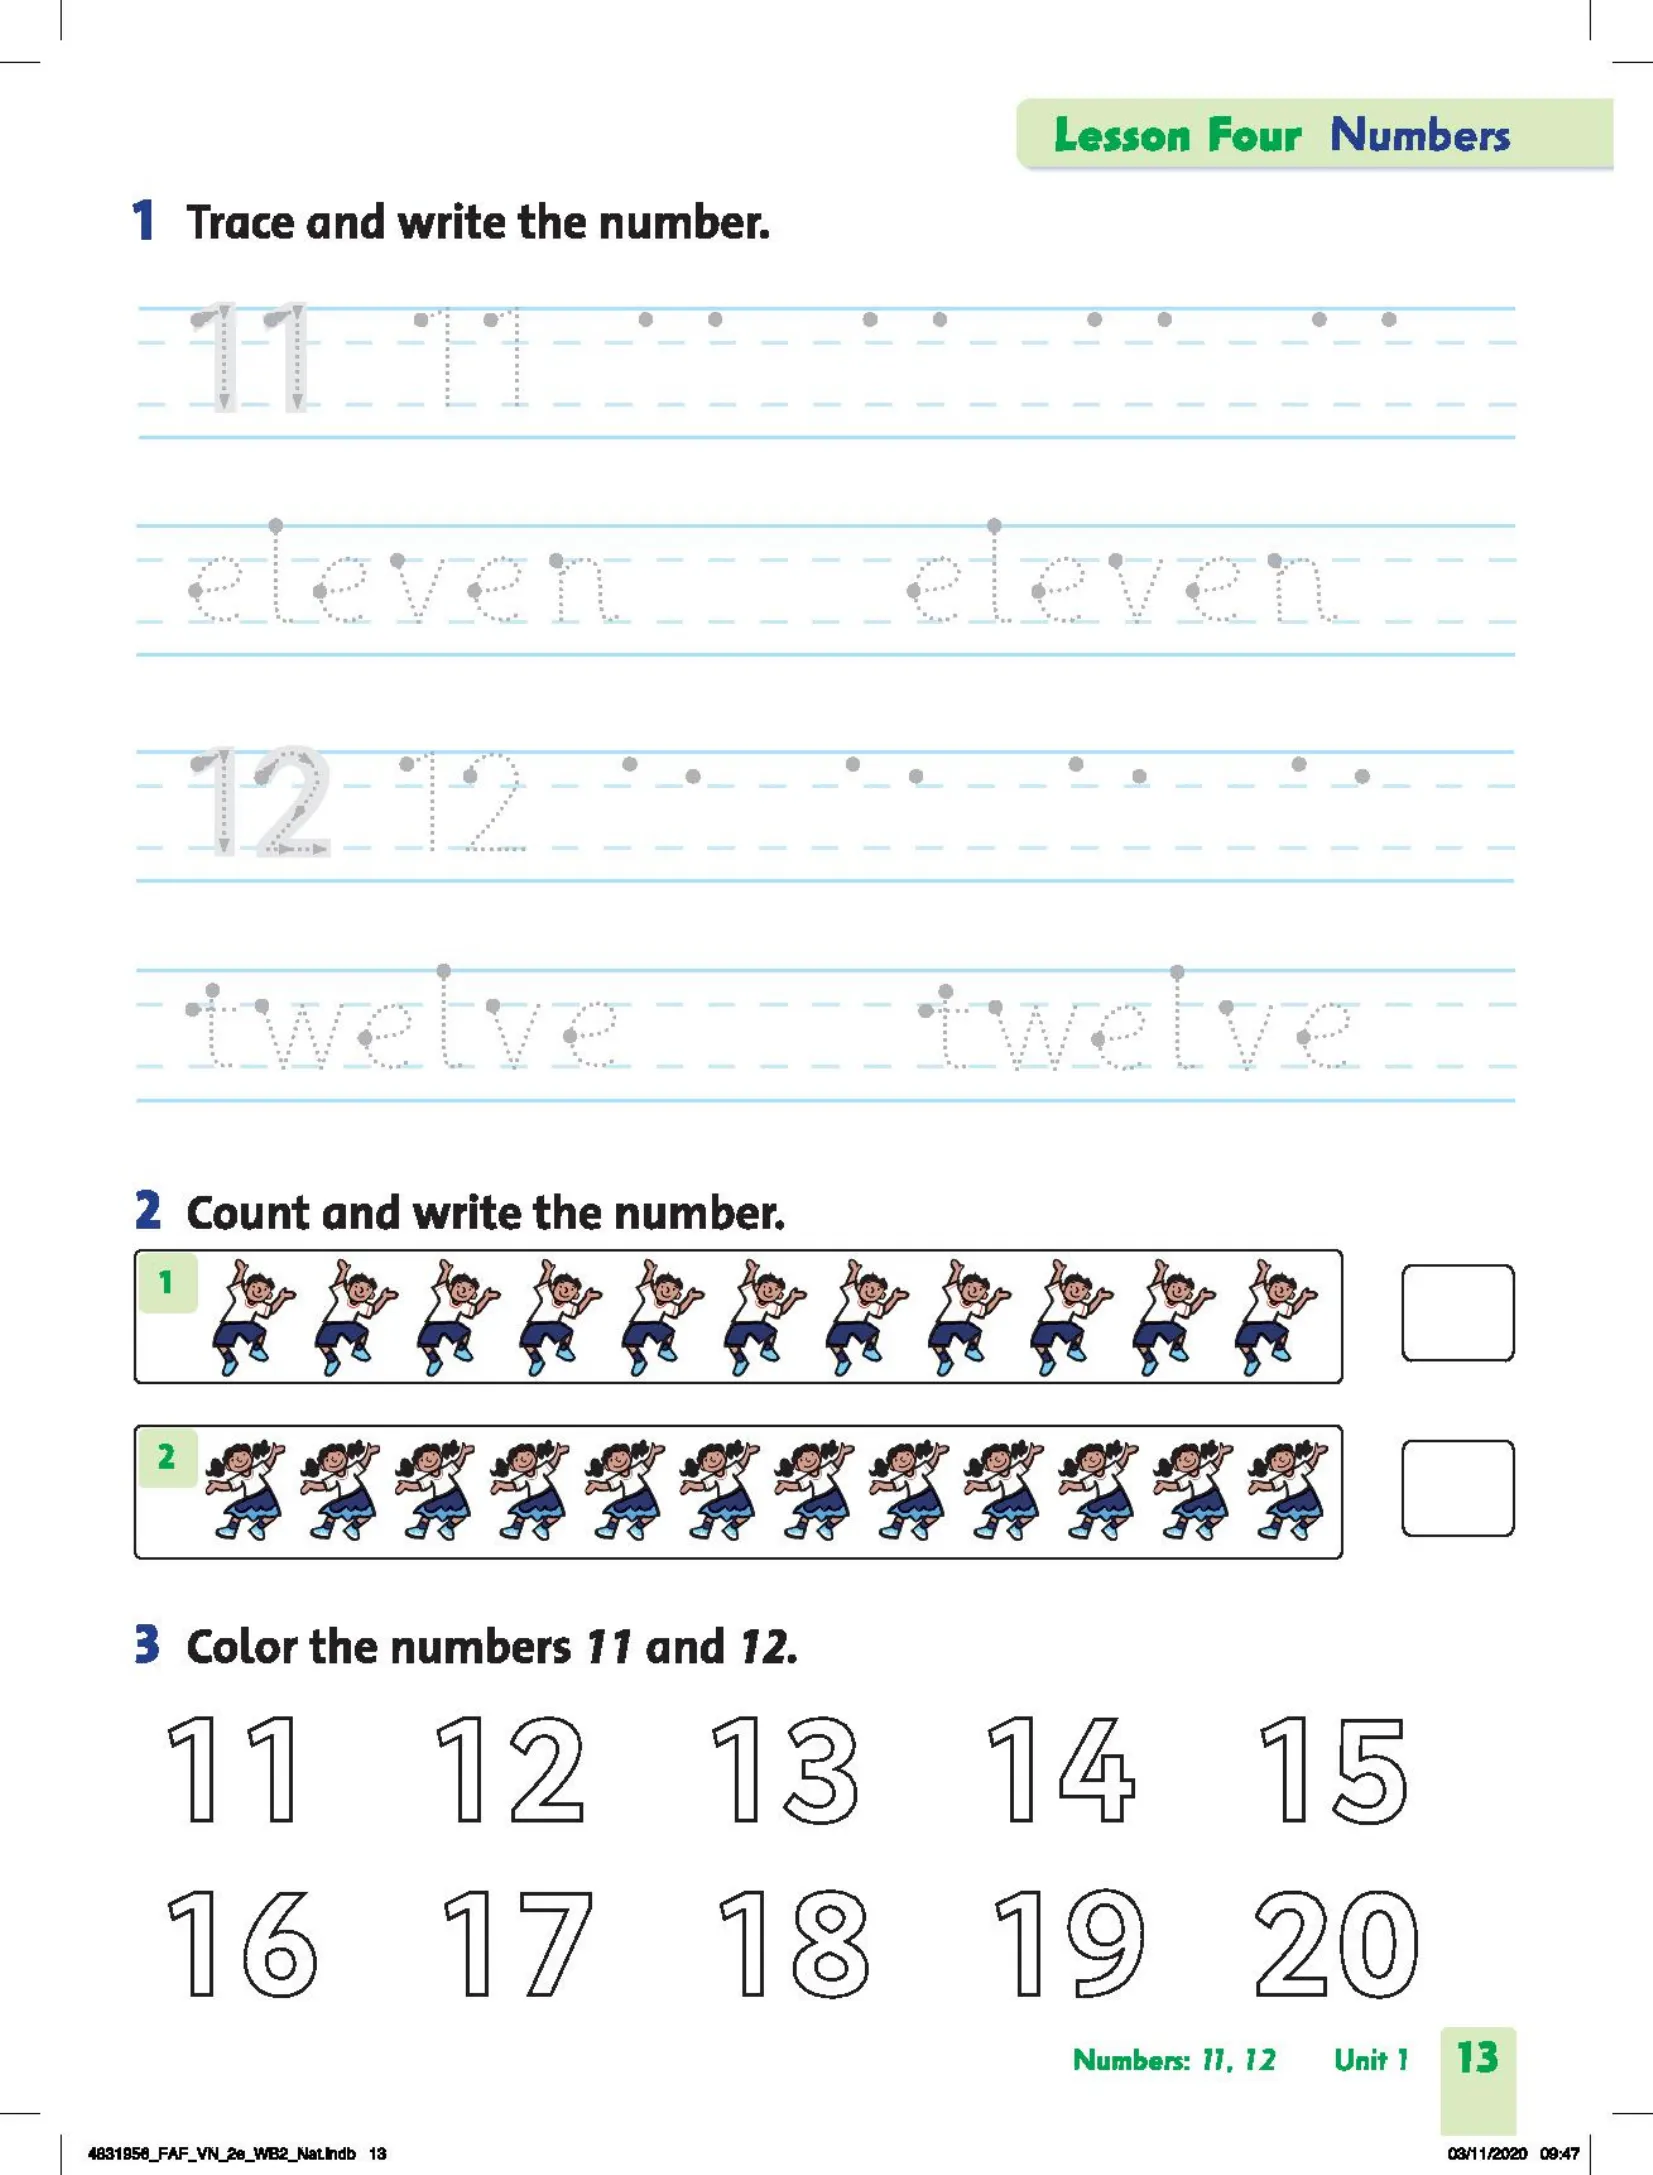 Lesson Four Numbers
1 Trace and write the number.
11 11
eleven eleven
12 12
twelve twelve
2 Count and write the number.
1
2
3 Color the numbers 11 and 12.
11 12 13 14 15
16 17 18 19 20
Numbers: 11, 12 Unit 1 13
4831956_FAF_VN_2e_WB2_Nat.indb 13 03/11/2020 09:47